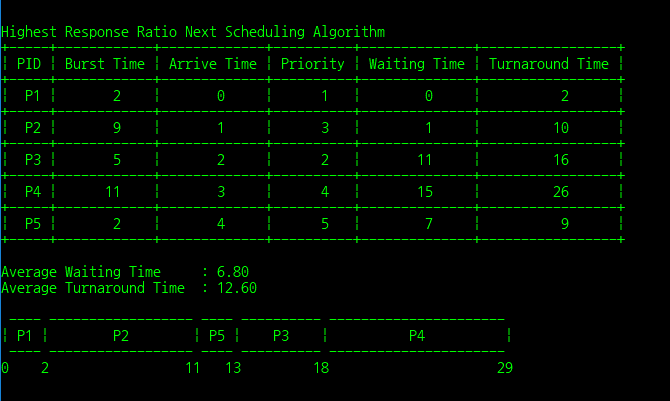 Highest Response Ratio Next Scheduling Algorithm
+-----+------------+-------------+----------+--------------+-----------------+
| PID | Burst Time | Arrive Time | Priority | Waiting Time | Turnaround Time |
+-----+------------+-------------+----------+--------------+-----------------+
|  P1 |       2    |      0      |     1    |      0       |         2       |
+-----+------------+-------------+----------+--------------+-----------------+
|  P2 |       9    |      1      |     3    |      1       |        10       |
+-----+------------+-------------+----------+--------------+-----------------+
|  P3 |       5    |      2      |     2    |     11       |        16       |
+-----+------------+-------------+----------+--------------+-----------------+
|  P4 |      11    |      3      |     4    |     15       |        26       |
+-----+------------+-------------+----------+--------------+-----------------+
|  P5 |       2    |      4      |     5    |      7       |         9       |
+-----+------------+-------------+----------+--------------+-----------------+
Average Waiting Time     : 6.80
Average Turnaround Time  : 12.60
 ---- ------------------ ---- ---------- ----------------------
| P1 |        P2        | P5 |    P3    |          P4          |
 ---- ------------------ ---- ---------- ----------------------
0    2                 11   13         18                     29